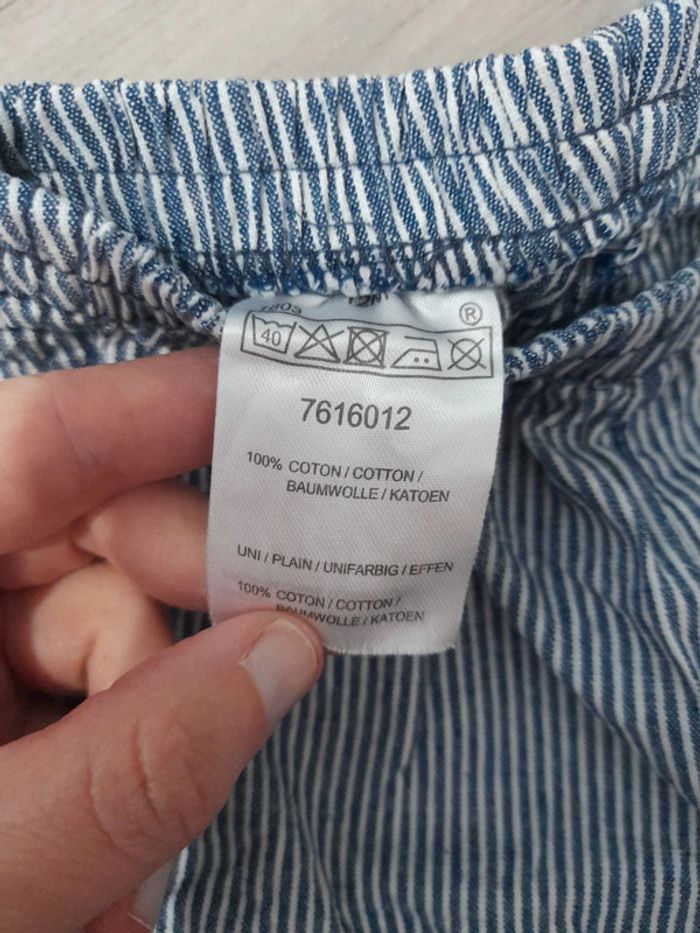 ®
40
7616012
100% COTON / COTTON /
BAUMWOLLE / KATOEN
UNI / PLAIN / UNIFARBIG / EFFEN
100% COTON / COTTON /
BAUMWOLLE / KATOEN